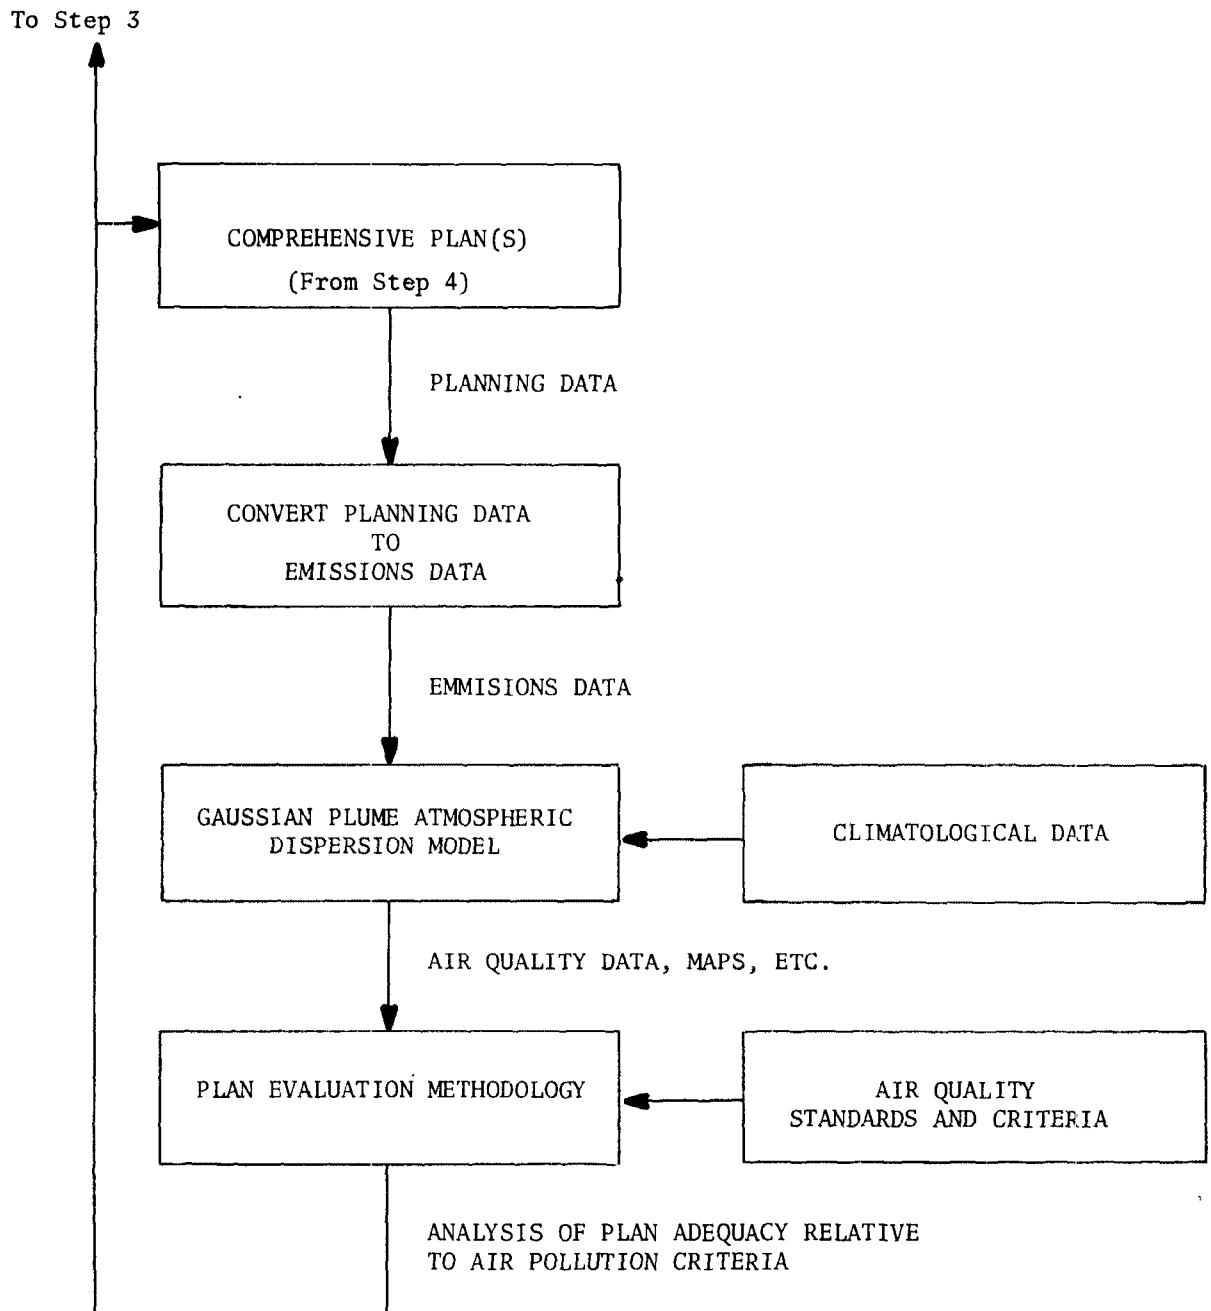 To Step 3
COMPREHENSIVE PLAN(S)
(From Step 4)
PLANNING DATA
CONVERT PLANNING DATA
TO
EMISSIONS DATA
EMMISIONS DATA
GAUSSIAN PLUME ATMOSPHERIC
DISPERSION MODEL
CLIMATOLOGICAL DATA
AIR QUALITY DATA, MAPS, ETC.
PLAN EVALUATION METHODOLOGY
AIR QUALITY
STANDARDS AND CRITERIA
ANALYSIS OF PLAN ADEQUACY RELATIVE
TO AIR POLLUTION CRITERIA